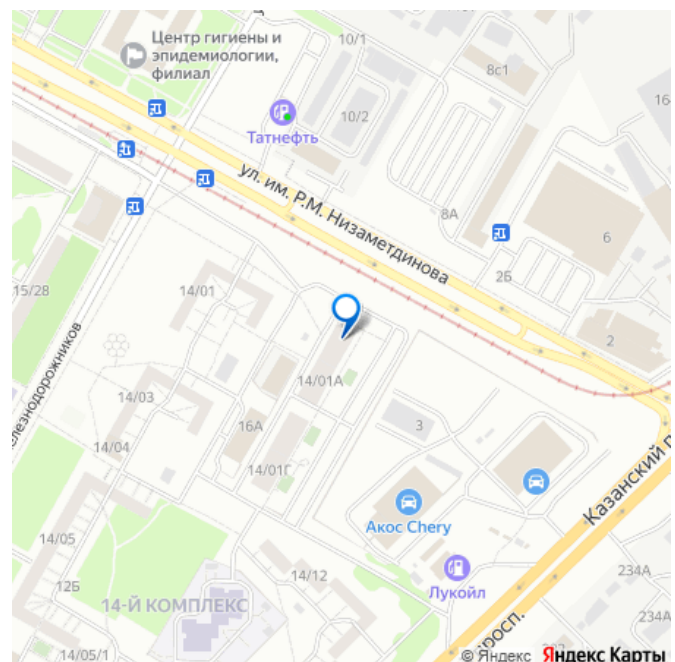 Центр гигиены и
эпидемиологии,
филиал
10/1
8с1
10/2
16
Татнефть
ул. им. Р.М. Низаметдинова
8А
6
2Б
2
15/28
14/01
14/01А
14/03
16А
14/04
14/01Г
3
Акос Chery
Казанский п
14/05
12Б
14-Й КОМПЛЕКС
14/12
Лукойл
просп.
234А
234А
14/05/1
© Яндекс Яндекс Карты